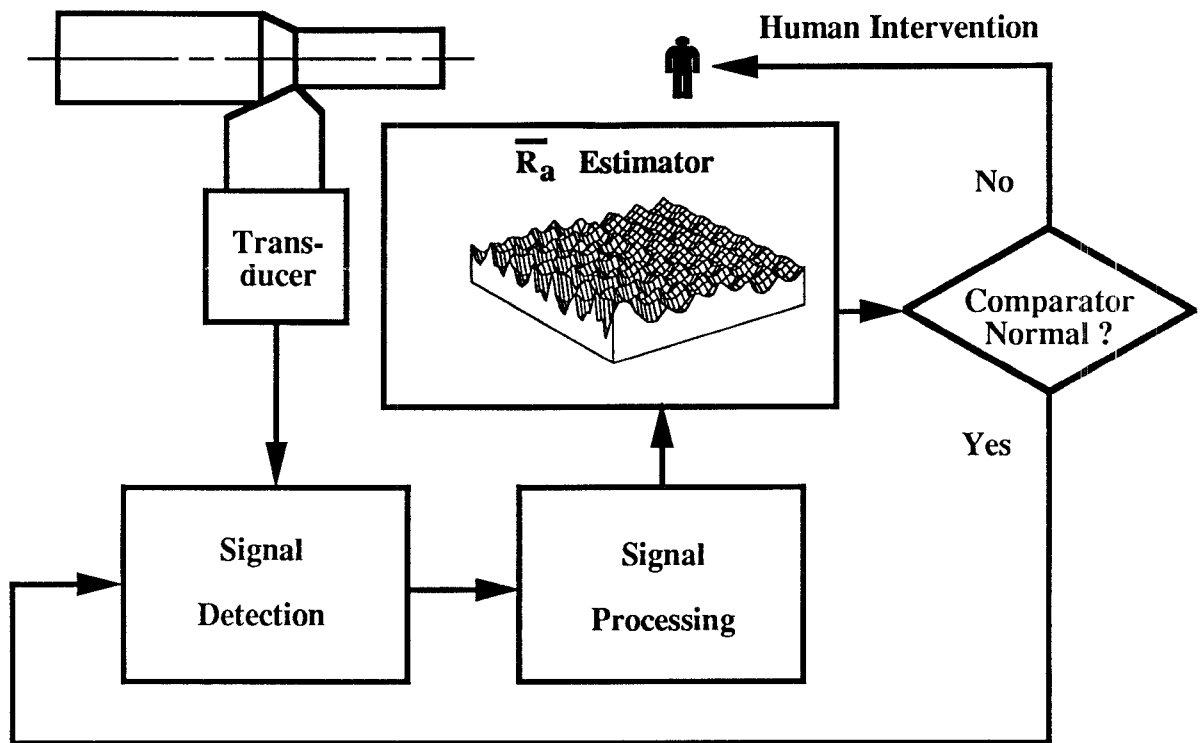 Human Intervention
R̅a Estimator
No
Trans-
ducer
Comparator
Normal ?
Yes
Signal
Detection
Signal
Processing